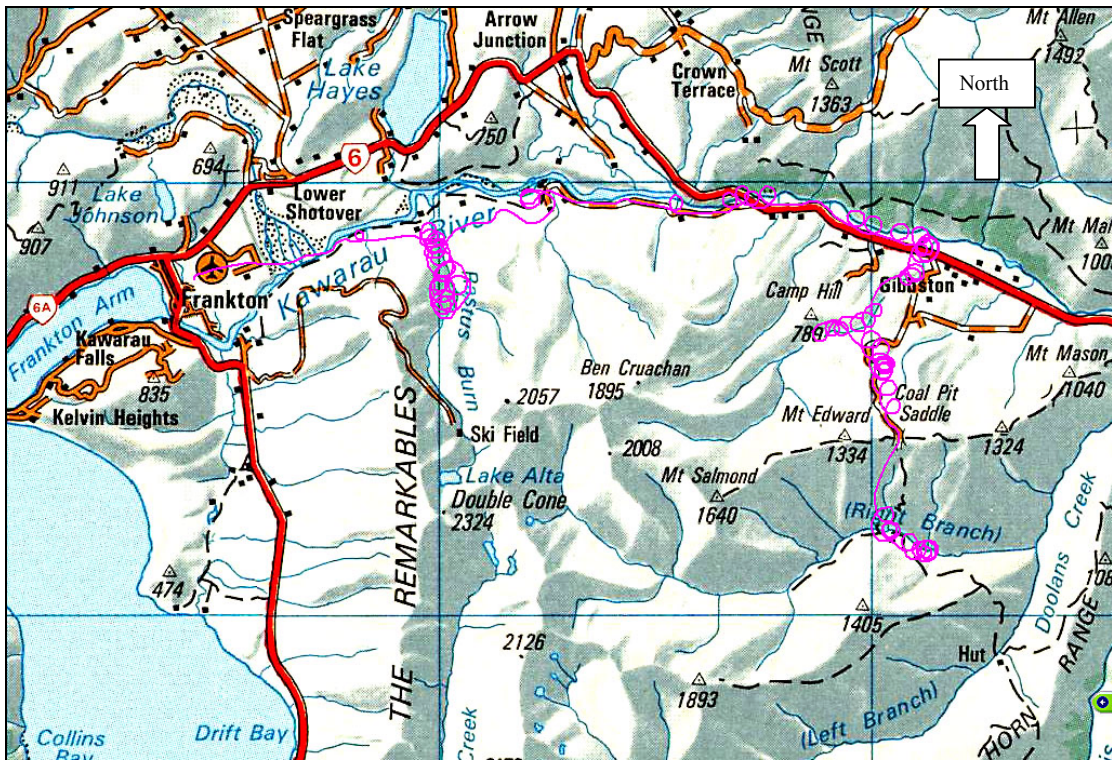 Speargrass
Flat
Arrow
Junction
RANGE
Mt Allen
1492
Lake
Hayes
Crown
Terrace
Mt Scott
1363
North
750
6
694
911
Lake
Johnson
Lower
Shotover
907
River
Kawarau
Frankton
6A
Frankton Arm
Kawarau
Falls
835
Kelvin Heights
Rastus Burn
Camp Hill
789
Gibbston
Mt Mason
1040
Ben Cruachan
1895
2057
Coal Pit
Saddle
Mt Edward
1334
1324
Ski Field
2008
Mt Salmond
1640
Lake Alta
Double Cone
2324
THE REMARKABLES
(Right Branch)
Doolans Creek
474
1405
2126
Hut
1893
RANGE
HORN
(Left Branch)
Drift Bay
Collins
Bay
Creek